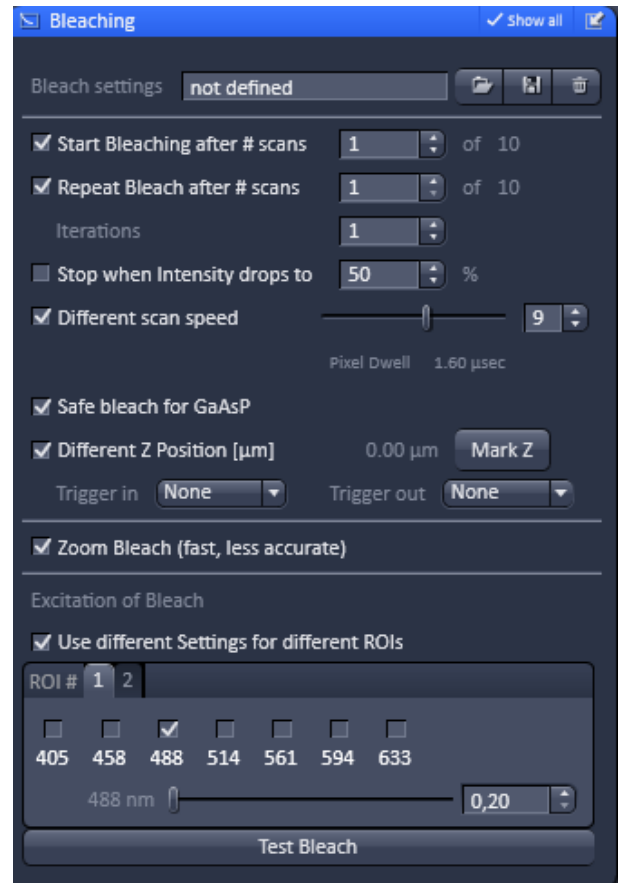 Bleaching Show all
Bleach settings not defined
Start Bleaching after # scans 1 of 10
Repeat Bleach after # scans 1 of 10
Iterations 1
Stop when Intensity drops to 50 %
Different scan speed 9
Pixel Dwell 1.60 µsec
Safe bleach for GaAsP
Different Z Position [µm] 0.00 µm Mark Z
Trigger in None Trigger out None
Zoom Bleach (fast, less accurate)
Excitation of Bleach
Use different Settings for different ROIs
ROI # 1 2
405 458 488 514 561 594 633
488 nm 0,20
Test Bleach